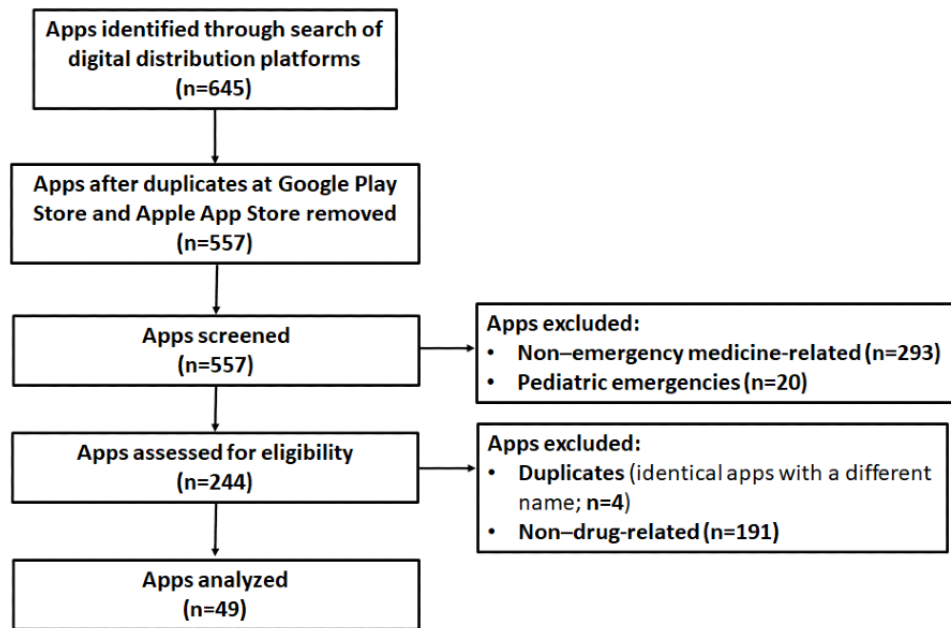 Apps identified through search of
digital distribution platforms
(n=645)
Apps after duplicates at Google Play
Store and Apple App Store removed
(n=557)
Apps screened
(n=557)
Apps excluded:
• Non–emergency medicine-related (n=293)
• Pediatric emergencies (n=20)
Apps assessed for eligibility
(n=244)
Apps excluded:
• Duplicates (identical apps with a different
name; n=4)
• Non–drug-related (n=191)
Apps analyzed
(n=49)